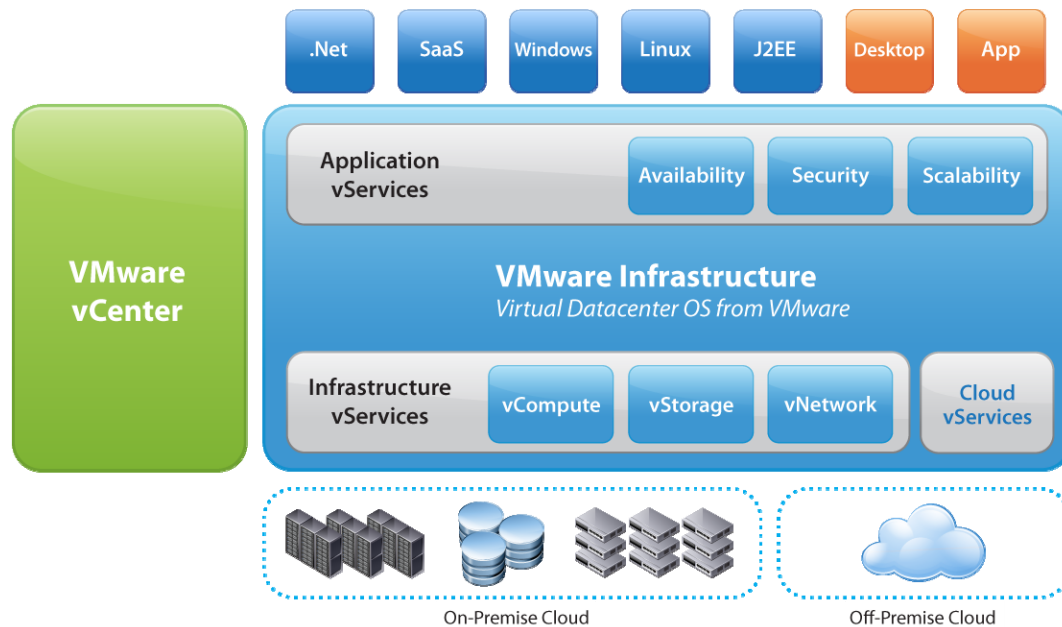 .Net
SaaS
Windows
Linux
J2EE
Desktop
App
VMware
vCenter
Application
vServices
Availability
Security
Scalability
VMware Infrastructure
Virtual Datacenter OS from VMware
Infrastructure
vServices
vCompute
vStorage
vNetwork
Cloud
vServices
On-Premise Cloud
Off-Premise Cloud